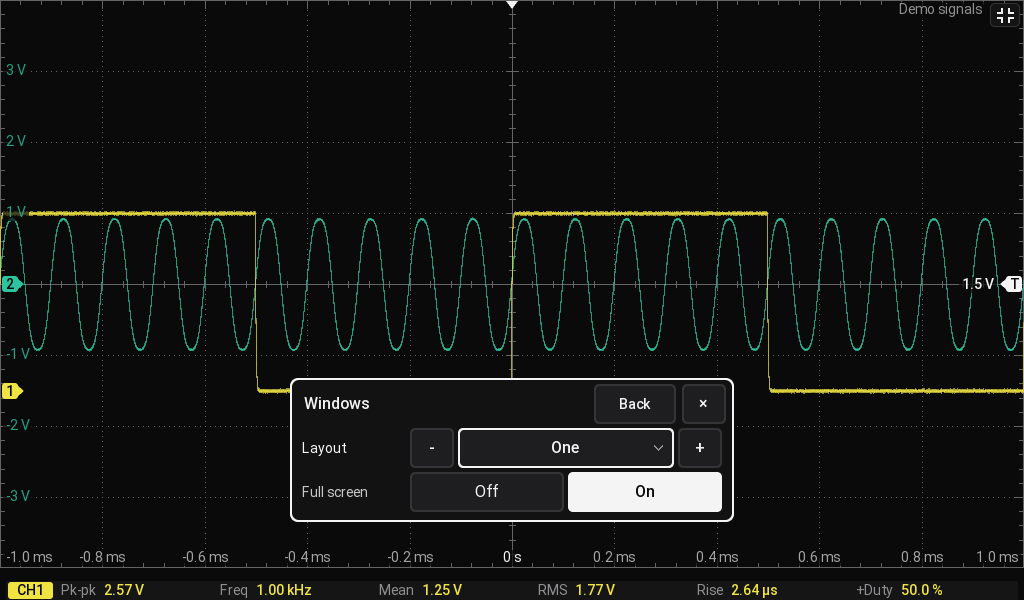 Demo signals
3 V
2 V
1 V
2
1.5 V T
-1 V
1
-2 V
-3 V
Windows Back ×
Layout - One +
Full screen Off On
-1.0 ms -0.8 ms -0.6 ms -0.4 ms -0.2 ms 0 s 0.2 ms 0.4 ms 0.6 ms 0.8 ms 1.0 ms
CH1 Pk-pk 2.57 V Freq 1.00 kHz Mean 1.25 V RMS 1.77 V Rise 2.64 µs +Duty 50.0 %